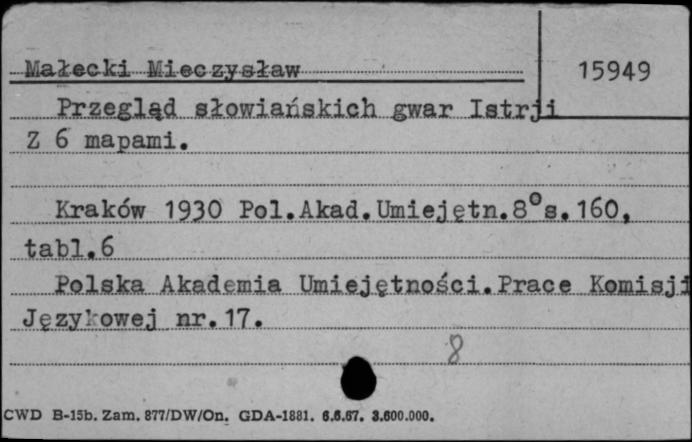 Małecki Mieczysław
15949
Przegląd słowiańskich gwar Istrji
Z 6 mapami.
Kraków 1930 Pol.Akad.Umiejętn.8°s.160,
tabl.6
Polska Akademia Umiejętności.Prace Komisji
Językowej nr.17.
8
CWD B-15b. Zam. 877/DW/On. GDA-1881. 6.6.67. 3.600.000.